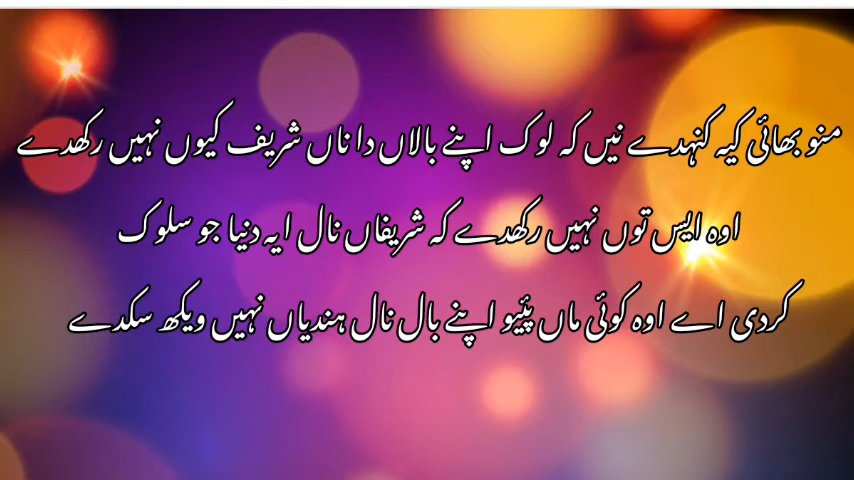 منو بھائی کیہ کنہدے نیں کہ لوک اپنے بالاں دا ناں شریف کیوں نہیں رکھدے
اوہ ایس توں نہیں رکھدے کہ شریفاں نال ایہ دنیا جو سلوک
کردی اے اوہ کوئی ماں پئیو اپنے بال نال ہندیاں نہیں ویکھ سکدے